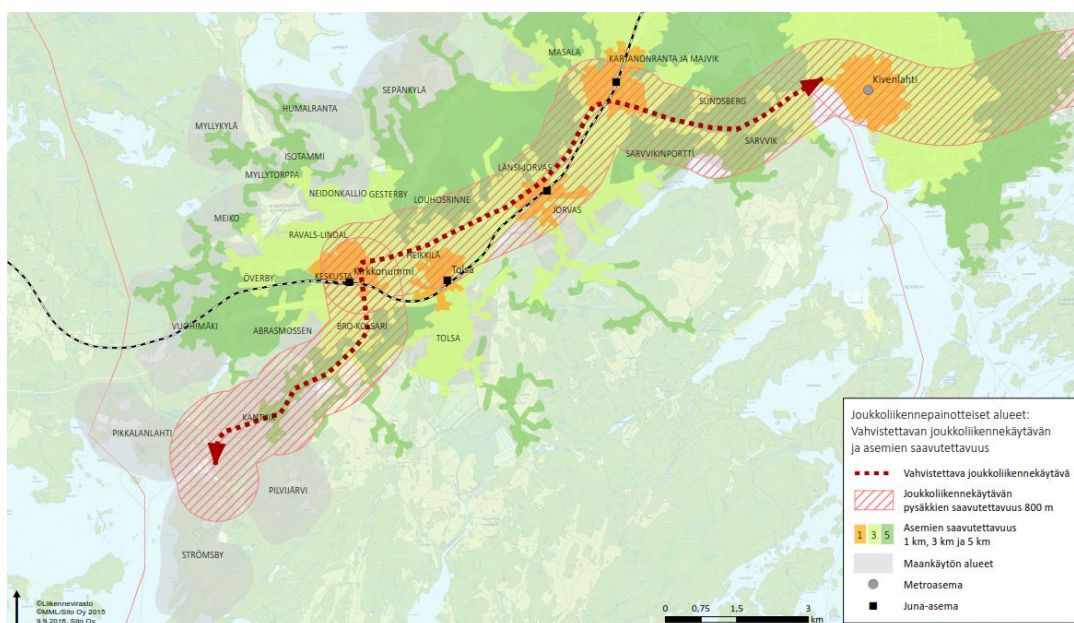 MASALA
KARTANONRANTA JA MAJVIK
Kivenlahti
SEPÄNKYLÄ
HUMALRANTA
SUNDSBERG
MYLLYKYLÄ
SARVVIK
ISOTAMMI
SARVVIKINPORTTI
LÄNSI-JORVAS
MYLLYTORPPA
NEIDONKALLIO
GESTERBY
LOUHOSRINNE
JORVAS
MEIKO
RAVALS-LINDAL
HEIKKILÄ
KESKUSTA
Kirkkonummi
Tolsa
ÖVERBY
VUOHIMÄKI
ABRASMOSSEN
BRO-KOLSARI
TOLSA
KANTVIK
PIKKALANLAHTI
PILVIJÄRVI
STRÖMSBY
Joukkoliikennepainotteiset alueet:
Vahvistettavan joukkoliikennekäytävän
ja asemien saavutettavuus
Vahvistettava joukkoliikennekäytävä
Joukkoliikennekäytävän
pysäkkien saavutettavuus 800 m
1 3 5 Asemien saavutettavuus
1 km, 3 km ja 5 km
Maankäytön alueet
Metroasema
Juna-asema
©Liikennevirasto
©MML/Sito Oy 2015
9.9.2016, Sito Oy
0 0,75 1,5 3
km